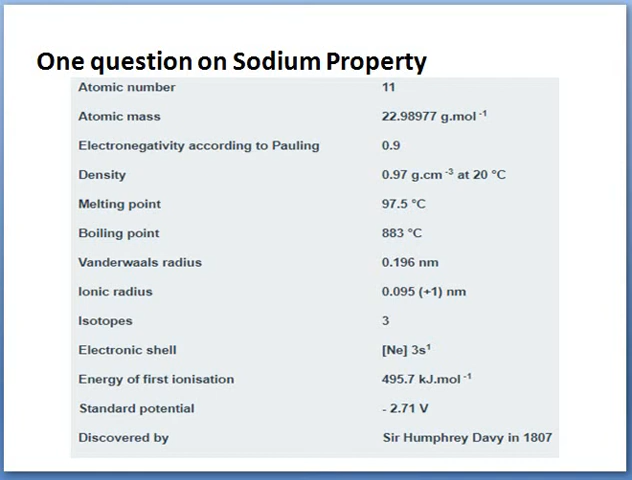 One question on Sodium Property
Atomic number 11
Atomic mass 22.98977 g.mol -1
Electronegativity according to Pauling 0.9
Density 0.97 g.cm -3 at 20 °C
Melting point 97.5 °C
Boiling point 883 °C
Vanderwaals radius 0.196 nm
Ionic radius 0.095 (+1) nm
Isotopes 3
Electronic shell [Ne] 3s1
Energy of first ionisation 495.7 kJ.mol -1
Standard potential - 2.71 V
Discovered by Sir Humphrey Davy in 1807